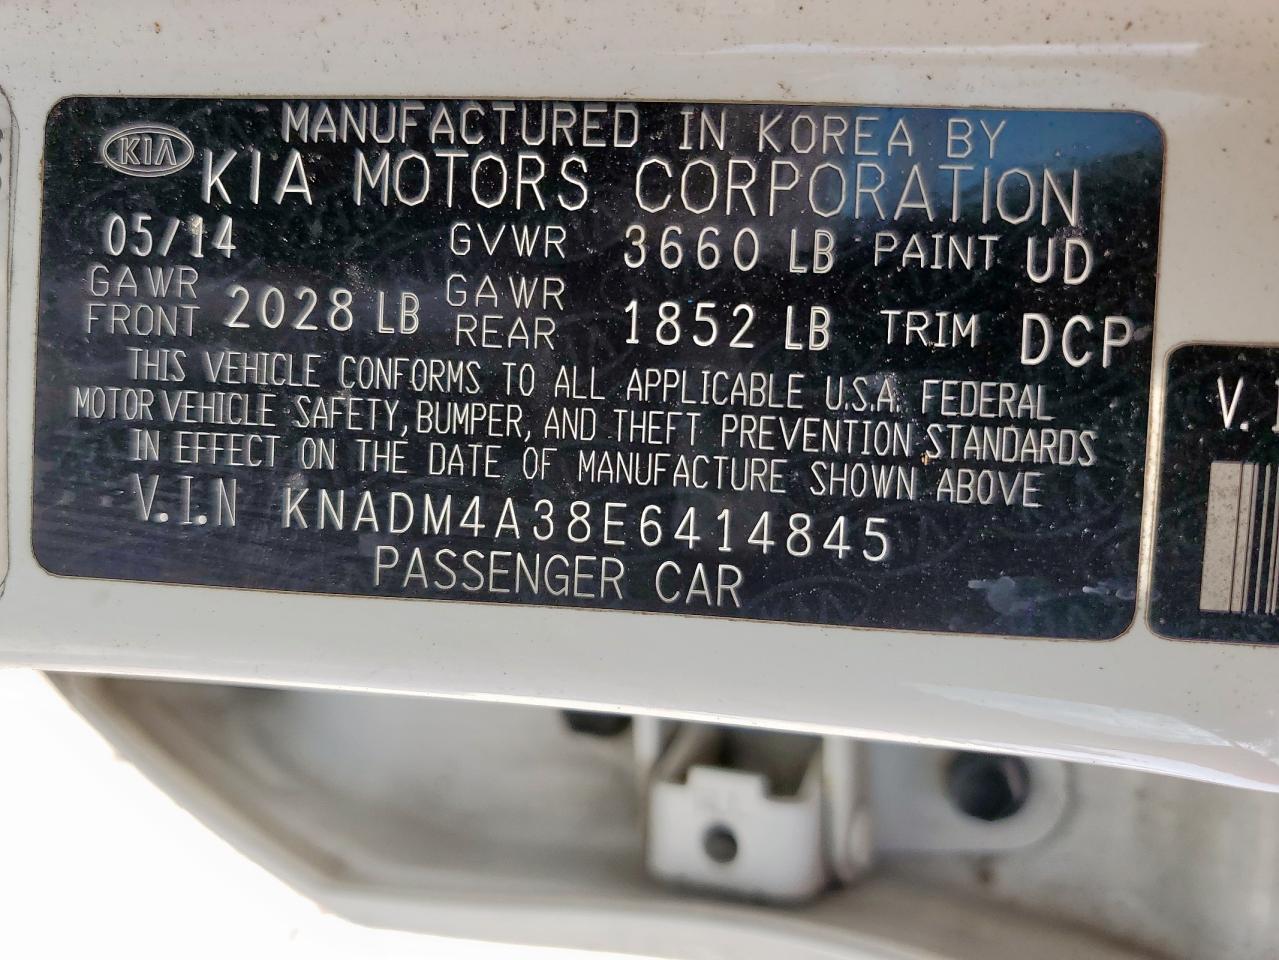 MANUFACTURED IN KOREA BY
KIA KIA MOTORS CORPORATION
05/14 GVWR 3660 LB PAINT UD
GAWR FRONT 2028 LB GAWR REAR 1852 LB TRIM DCP
THIS VEHICLE CONFORMS TO ALL APPLICABLE U.S.A. FEDERAL
MOTOR VEHICLE SAFETY, BUMPER, AND THEFT PREVENTION STANDARDS
IN EFFECT ON THE DATE OF MANUFACTURE SHOWN ABOVE
V.I.N KNADM4A38E6414845
PASSENGER CAR